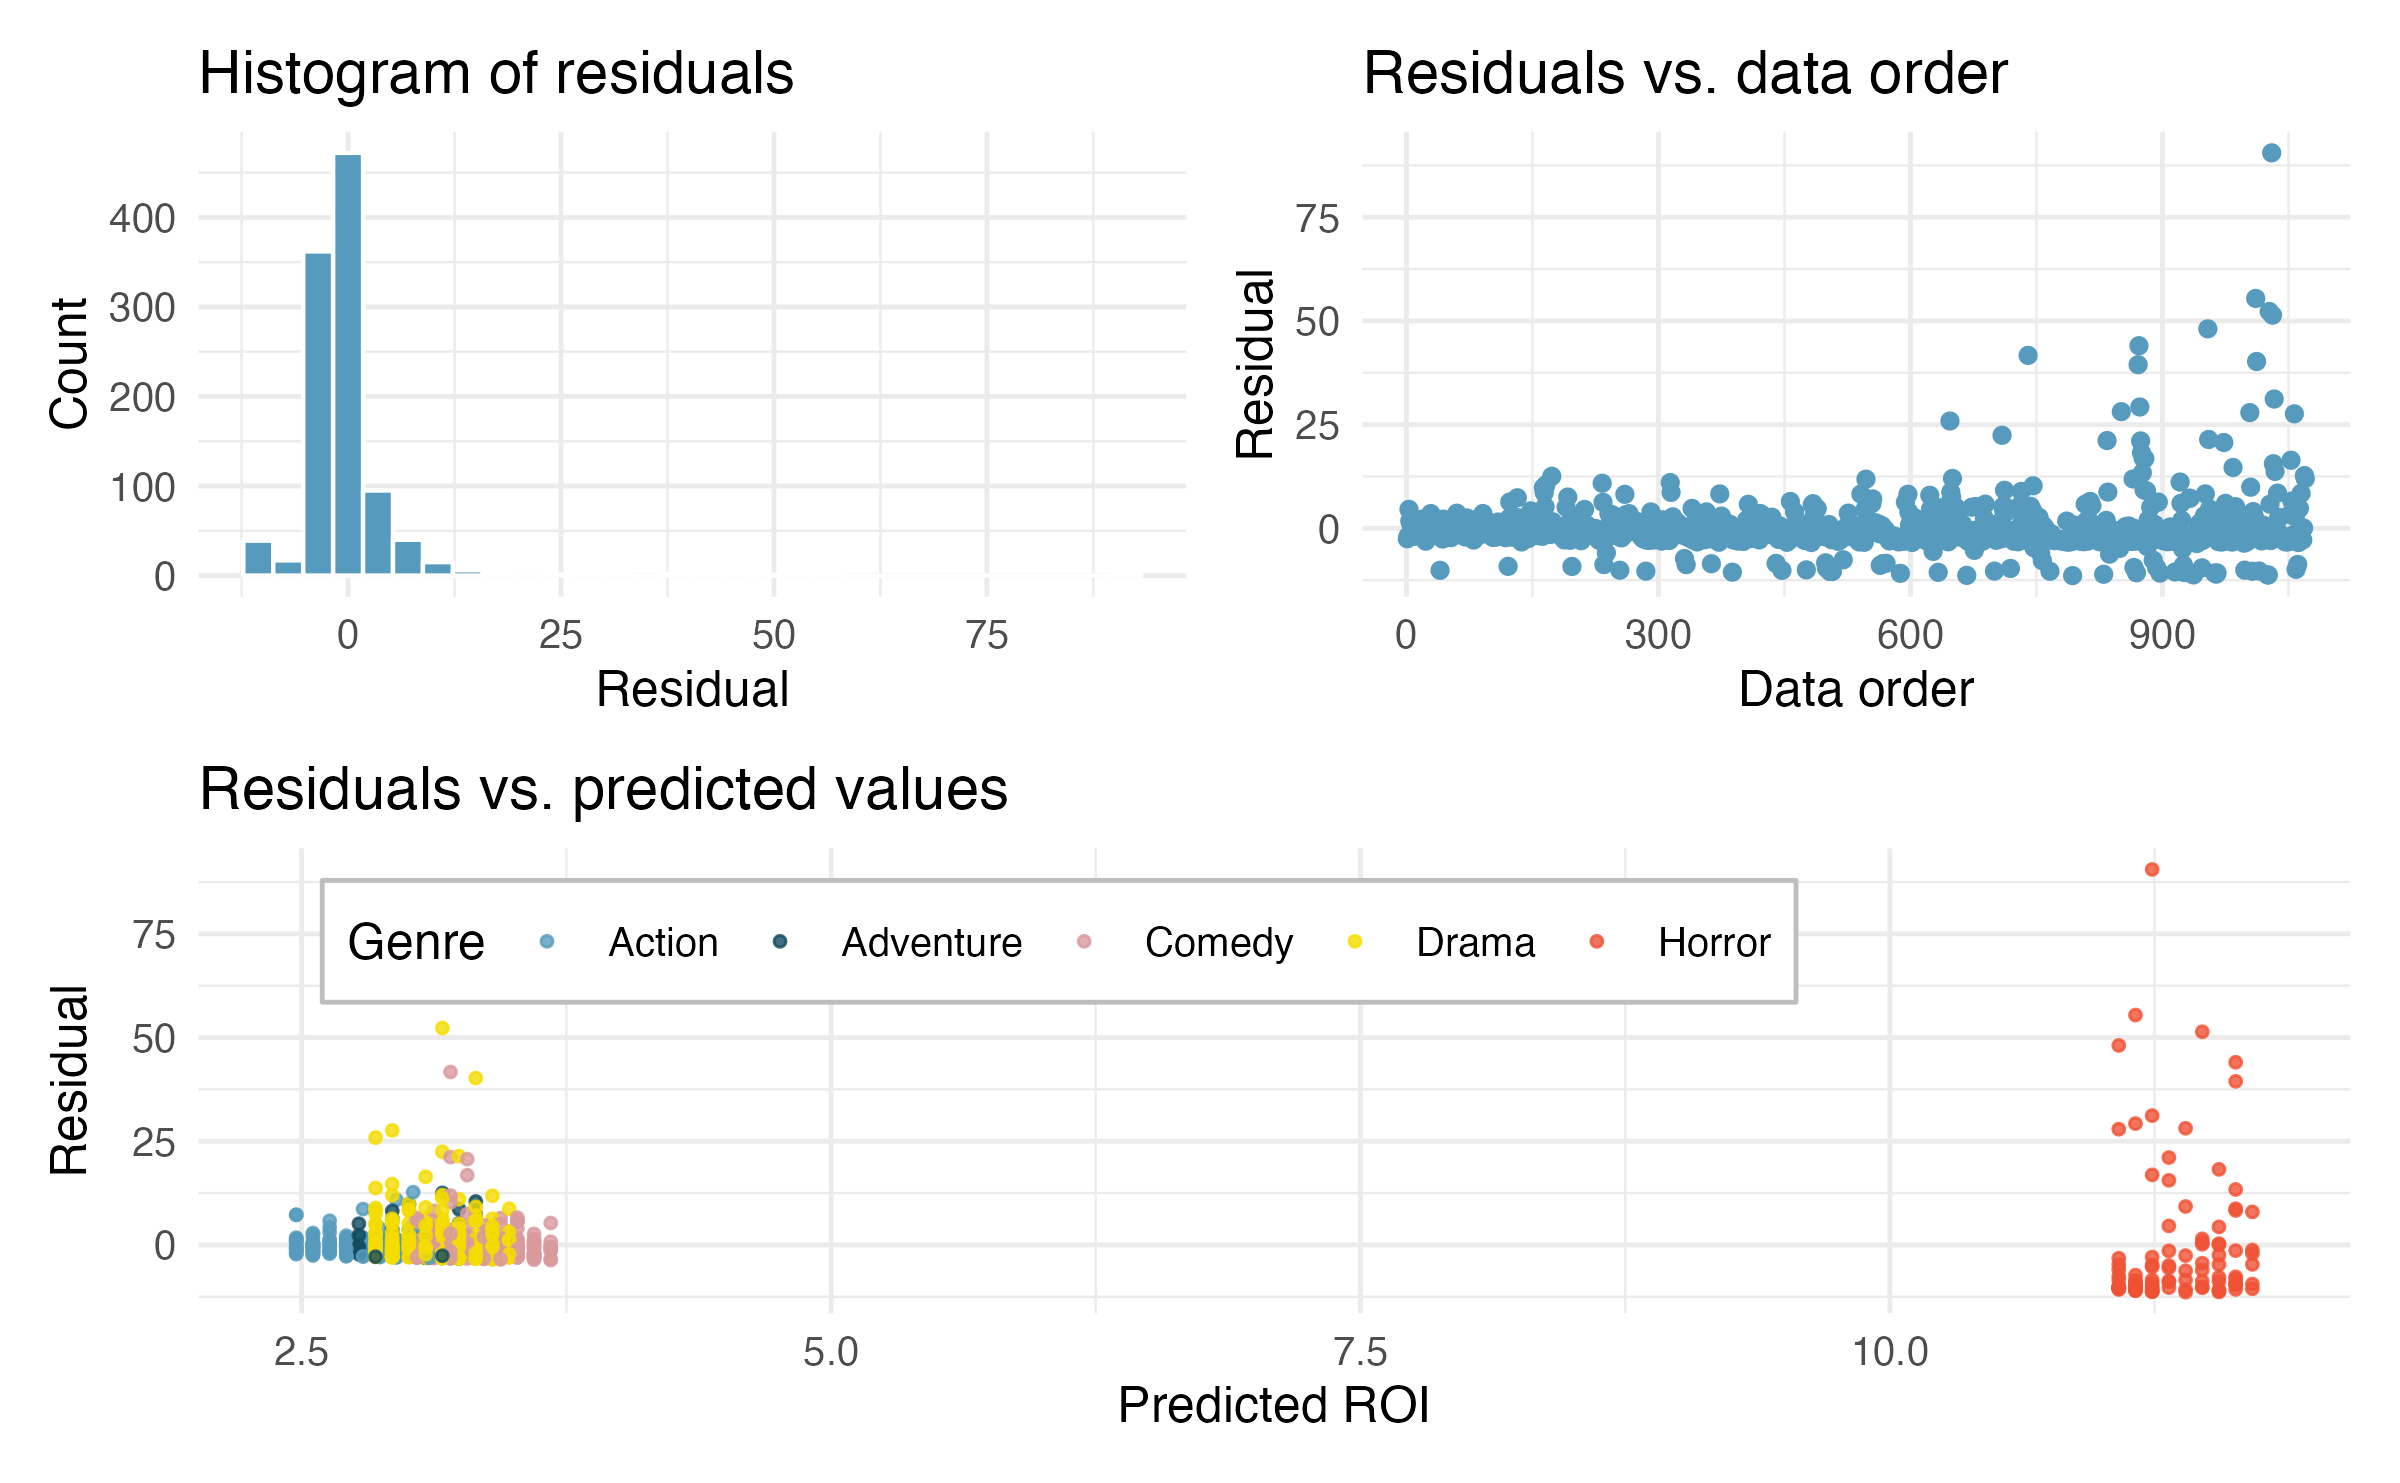 Histogram of residuals
Count
400
300
200
100
0
0 25 50 75
Residual
Residuals vs. data order
Residual
75
50
25
0
0 300 600 900
Data order
Residuals vs. predicted values
Residual
75
50
25
0
Genre Action Adventure Comedy Drama Horror
2.5 5.0 7.5 10.0
Predicted ROI